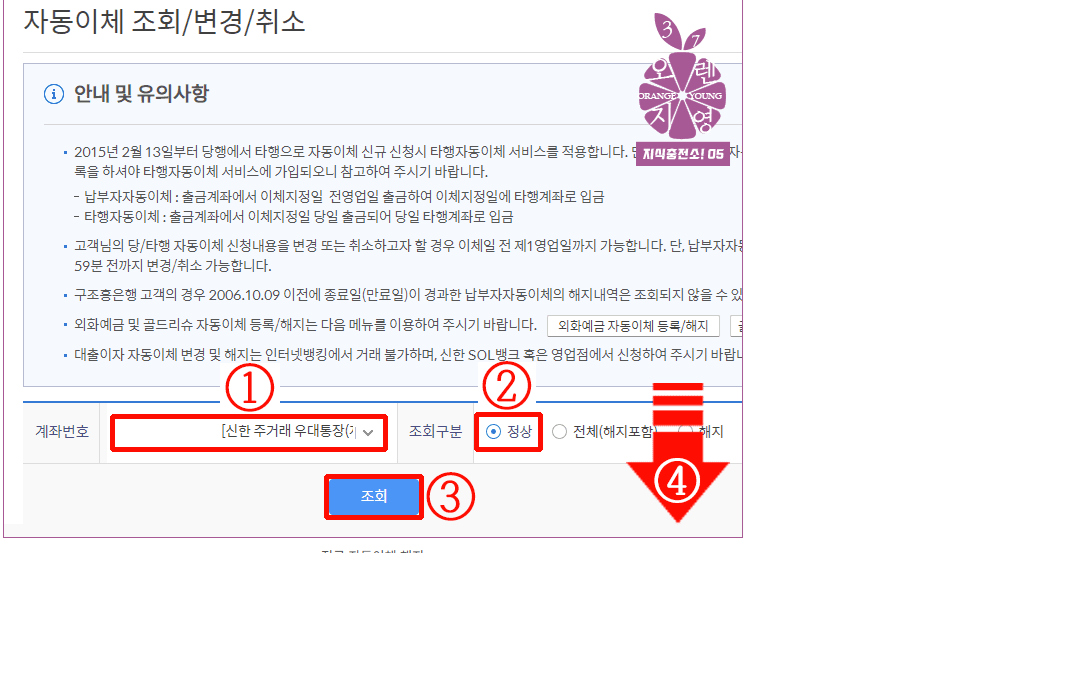 자동이체 조회/변경/취소
3 7
오 렌
ORANGE YOUNG
지 영
지식충전소! 05
안내 및 유의사항
2015년 2월 13일부터 당행에서 타행으로 자동이체 신규 신청시 타행자동이체 서비스를 적용합니다.
록을 하셔야 타행자동이체 서비스에 가입되오니 참고하여 주시기 바랍니다.
- 납부자자동이체 : 출금계좌에서 이체지정일 전영업일 출금하여 이체지정일에 타행계좌로 입금
- 타행자동이체 : 출금계좌에서 이체지정일 당일 출금되어 당일 타행계좌로 입금
고객님의 당/타행 자동이체 신청내용을 변경 또는 취소하고자 할 경우 이체일 전 제1영업일까지 가능합니다. 단, 납부자자동
59분 전까지 변경/취소 가능합니다.
구조흥은행 고객의 경우 2006.10.09 이전에 종료일(만료일)이 경과한 납부자자동이체의 해지내역은 조회되지 않을 수 있
외화예금 및 골드리슈 자동이체 등록/해지는 다음 메뉴를 이용하여 주시기 바랍니다. 외화예금 자동이체 등록/해지
대출이자 자동이체 변경 및 해지는 인터넷뱅킹에서 거래 불가하며, 신한 SOL뱅크 혹은 영업점에서 신청하여 주시기 바랍니
① ②
계좌번호 [신한 주거래 우대통장(가 조회구분 정상 전체(해지포함) 해지
조회 ③ ④